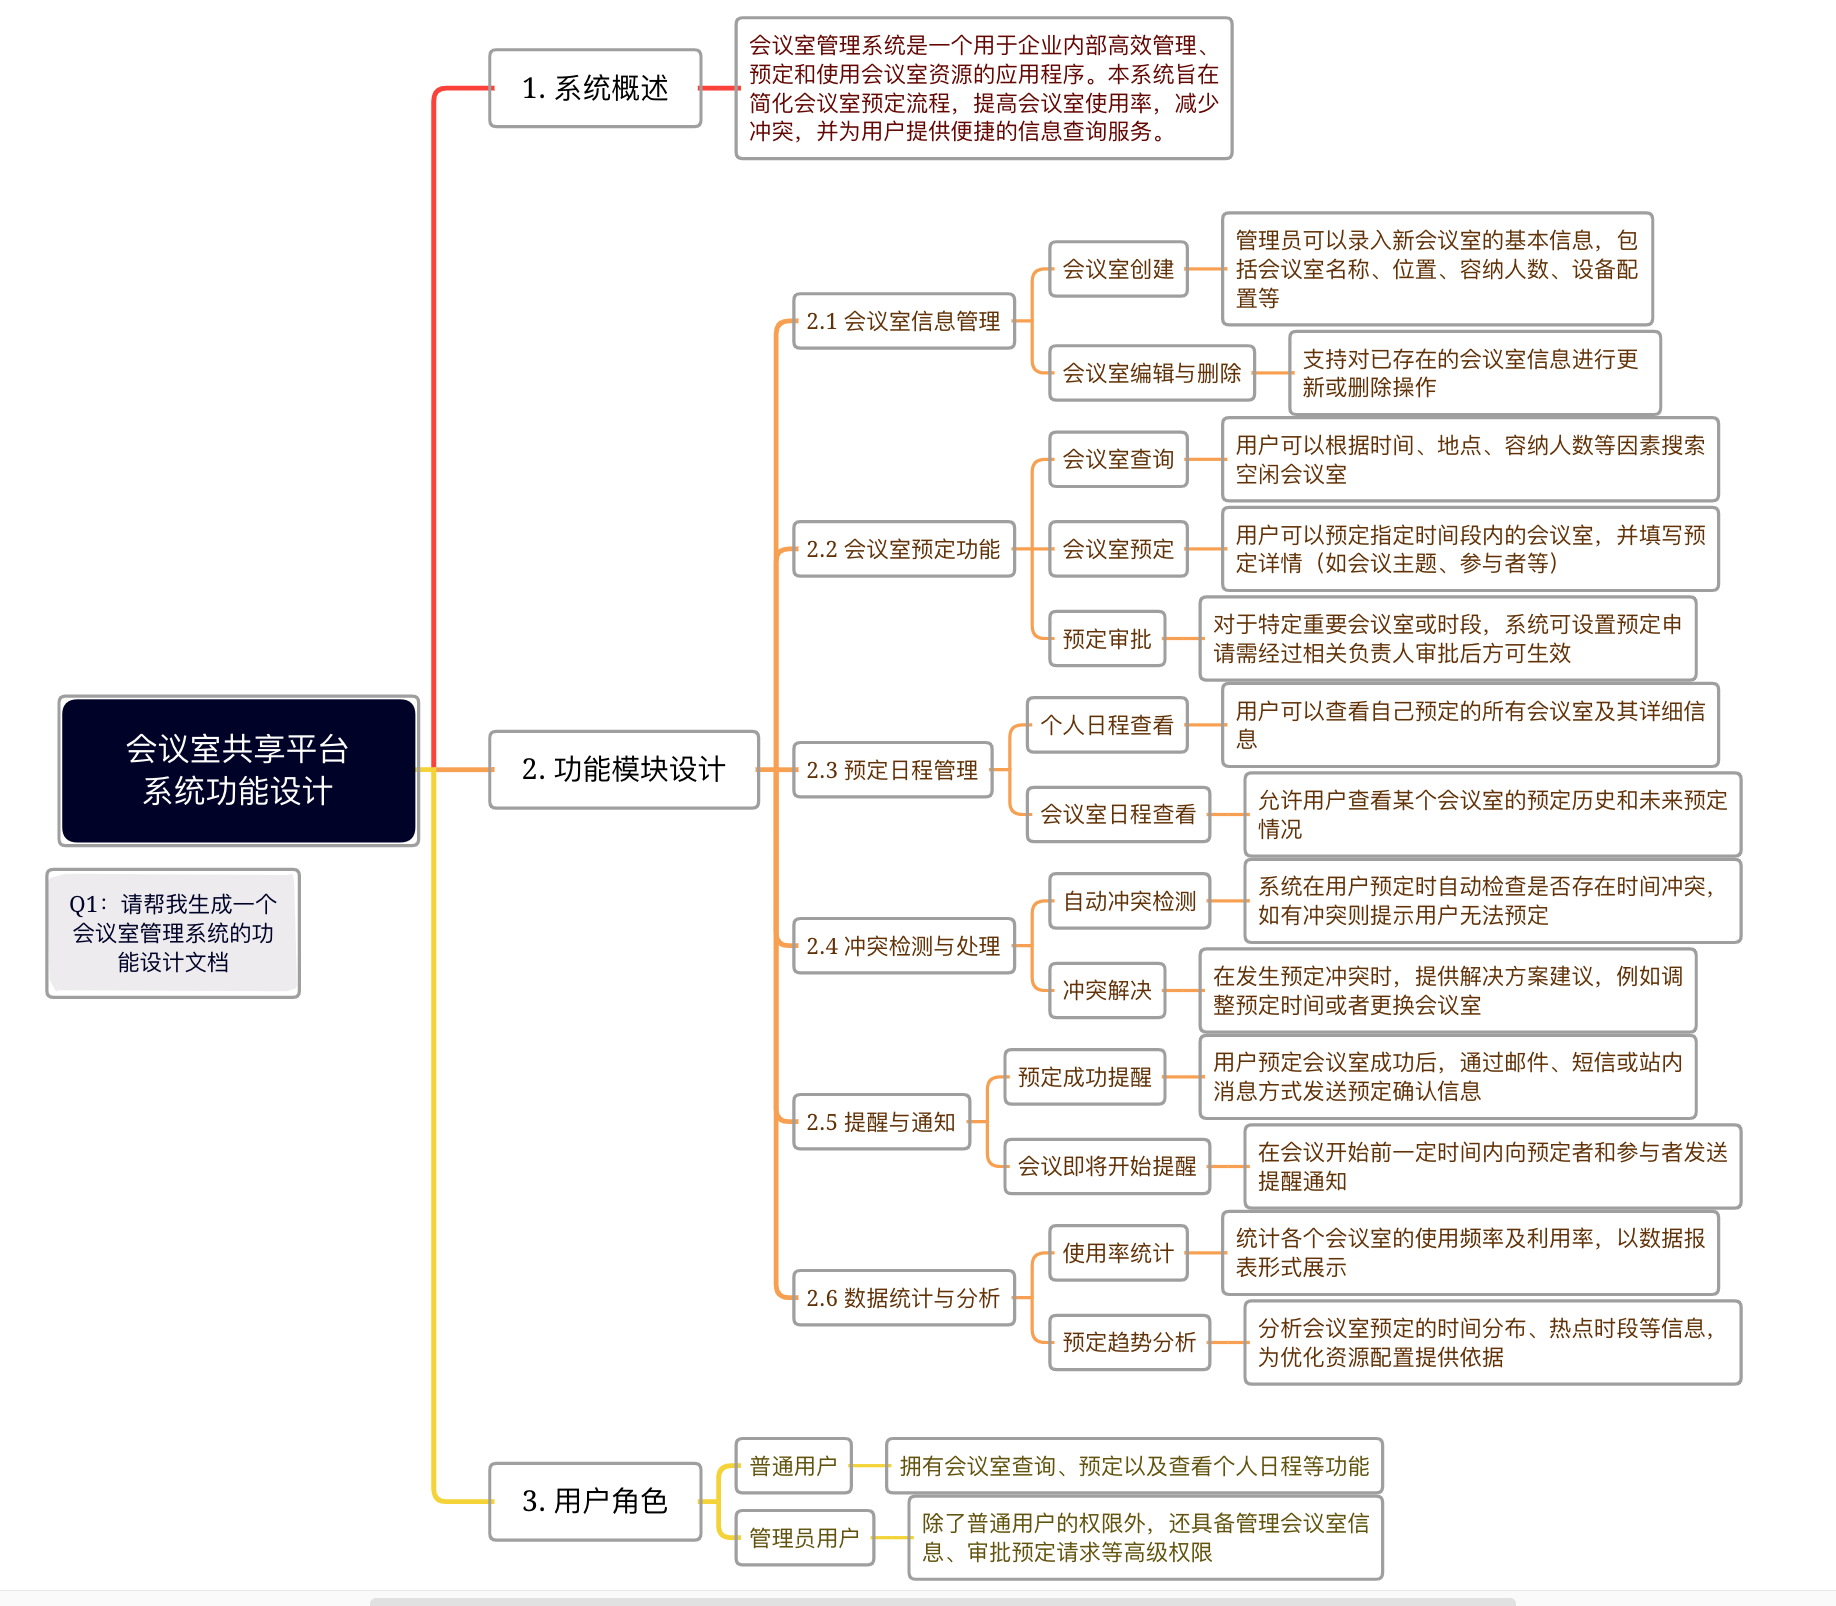 会议室共享平台
系统功能设计
Q1：请帮我生成一个
会议室管理系统的功
能设计文档
1. 系统概述
会议室管理系统是一个用于企业内部高效管理、
预定和使用会议室资源的应用程序。本系统旨在
简化会议室预定流程，提高会议室使用率，减少
冲突，并为用户提供便捷的信息查询服务。
2. 功能模块设计
2.1 会议室信息管理
会议室创建
管理员可以录入新会议室的基本信息，包
括会议室名称、位置、容纳人数、设备配
置等
会议室编辑与删除
支持对已存在的会议室信息进行更
新或删除操作
2.2 会议室预定功能
会议室查询
用户可以根据时间、地点、容纳人数等因素搜索
空闲会议室
会议室预定
用户可以预定指定时间段内的会议室，并填写预
定详情（如会议主题、参与者等）
预定审批
对于特定重要会议室或时段，系统可设置预定申
请需经过相关负责人审批后方可生效
2.3 预定日程管理
个人日程查看
用户可以查看自己预定的所有会议室及其详细信
息
会议室日程查看
允许用户查看某个会议室的预定历史和未来预定
情况
2.4 冲突检测与处理
自动冲突检测
系统在用户预定时自动检查是否存在时间冲突，
如有冲突则提示用户无法预定
冲突解决
在发生预定冲突时，提供解决方案建议，例如调
整预定时间或者更换会议室
2.5 提醒与通知
预定成功提醒
用户预定会议室成功后，通过邮件、短信或站内
消息方式发送预定确认信息
会议即将开始提醒
在会议开始前一定时间内向预定者和参与者发送
提醒通知
2.6 数据统计与分析
使用率统计
统计各个会议室的使用频率及利用率，以数据报
表形式展示
预定趋势分析
分析会议室预定的时间分布、热点时段等信息，
为优化资源配置提供依据
3. 用户角色
普通用户
拥有会议室查询、预定以及查看个人日程等功能
管理员用户
除了普通用户的权限外，还具备管理会议室信
息、审批预定请求等高级权限